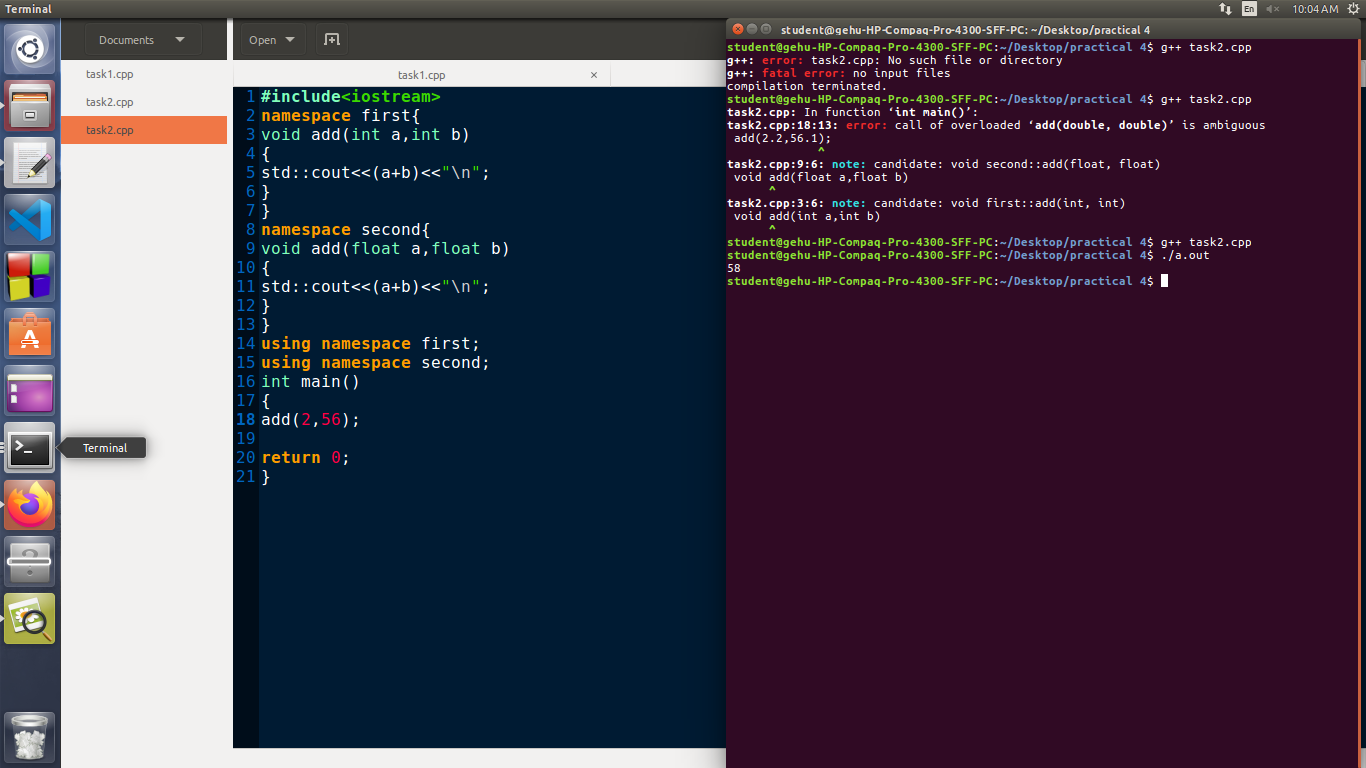 Terminal
En
10:04 AM
Documents
Open
task1.cpp
task2.cpp
task2.cpp
task1.cpp ×
1 #include<iostream>
2 namespace first{
3 void add(int a,int b)
4 {
5 std::cout<<(a+b)<<"\n";
6 }
7 }
8 namespace second{
9 void add(float a,float b)
10 {
11 std::cout<<(a+b)<<"\n";
12 }
13 }
14 using namespace first;
15 using namespace second;
16 int main()
17 {
18 add(2,56);
19
20 return 0;
21 }
Terminal
student@gehu-HP-Compaq-Pro-4300-SFF-PC: ~/Desktop/practical 4
student@gehu-HP-Compaq-Pro-4300-SFF-PC:~/Desktop/practical 4$ g++ task2.cpp
g++: error: task2.cpp: No such file or directory
g++: fatal error: no input files
compilation terminated.
student@gehu-HP-Compaq-Pro-4300-SFF-PC:~/Desktop/practical 4$ g++ task2.cpp
task2.cpp: In function ‘int main()’:
task2.cpp:18:13: error: call of overloaded ‘add(double, double)’ is ambiguous
add(2.2,56.1);
^
task2.cpp:9:6: note: candidate: void second::add(float, float)
void add(float a,float b)
^
task2.cpp:3:6: note: candidate: void first::add(int, int)
void add(int a,int b)
^
student@gehu-HP-Compaq-Pro-4300-SFF-PC:~/Desktop/practical 4$ g++ task2.cpp
student@gehu-HP-Compaq-Pro-4300-SFF-PC:~/Desktop/practical 4$ ./a.out
58
student@gehu-HP-Compaq-Pro-4300-SFF-PC:~/Desktop/practical 4$